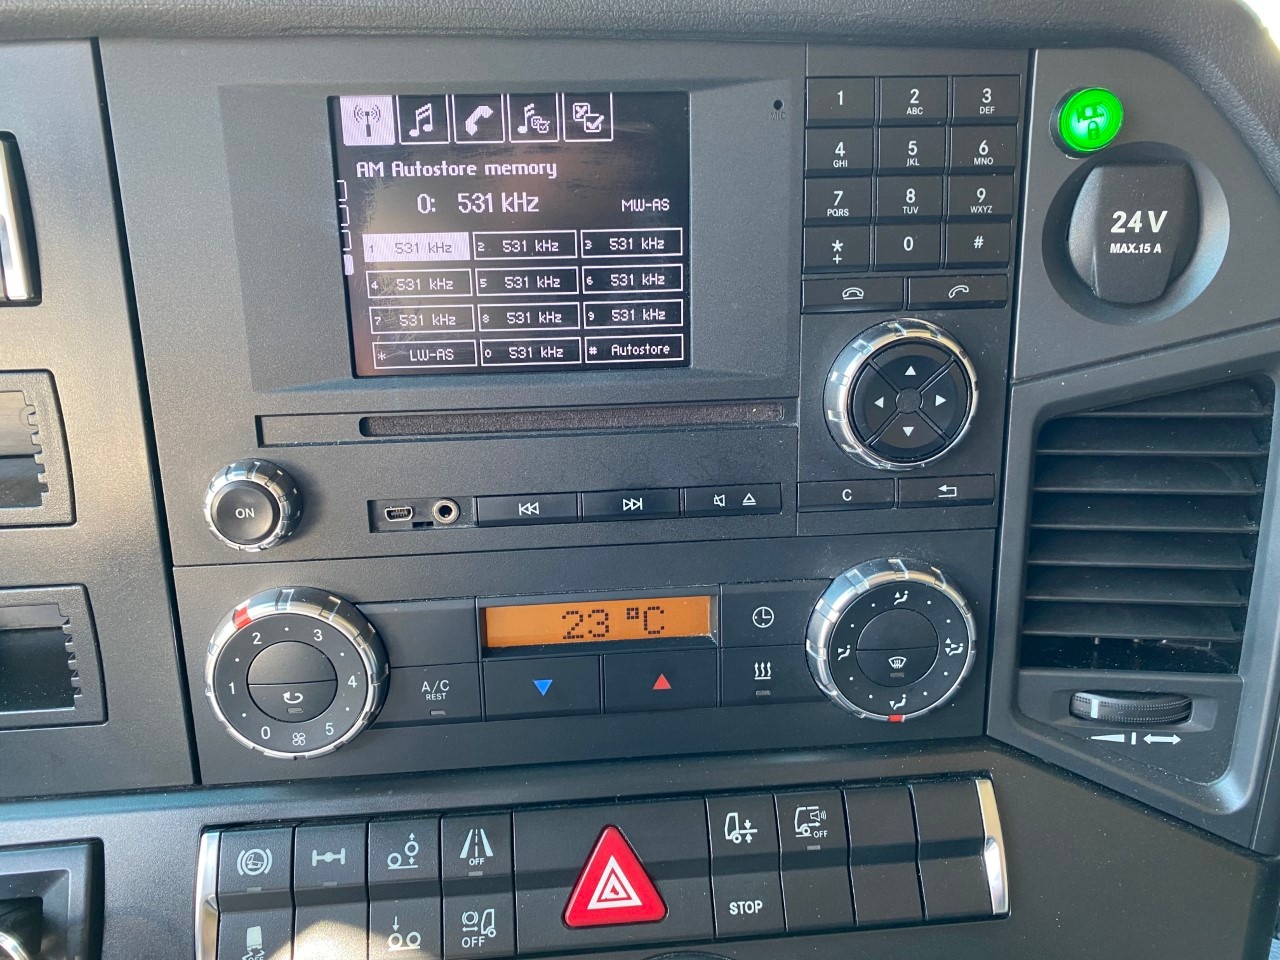 AM Autostore memory
0: 531 kHz MW-AS
1 531 kHz 2 531 kHz 3 531 kHz
4 531 kHz 5 531 kHz 6 531 kHz
7 531 kHz 8 531 kHz 9 531 kHz
* LW-AS 0 531 kHz # Autostore
MIC
1 2 3
ABC DEF
4 5 6
GHI JKL MNO
7 8 9
PQRS TUV WXYZ
* 0 #
+
24V
MAX.15 A
ON
C
23 °C
0 1 2 3 4 5
A/C
REST
OFF
OFF
OFF
STOP
OFF